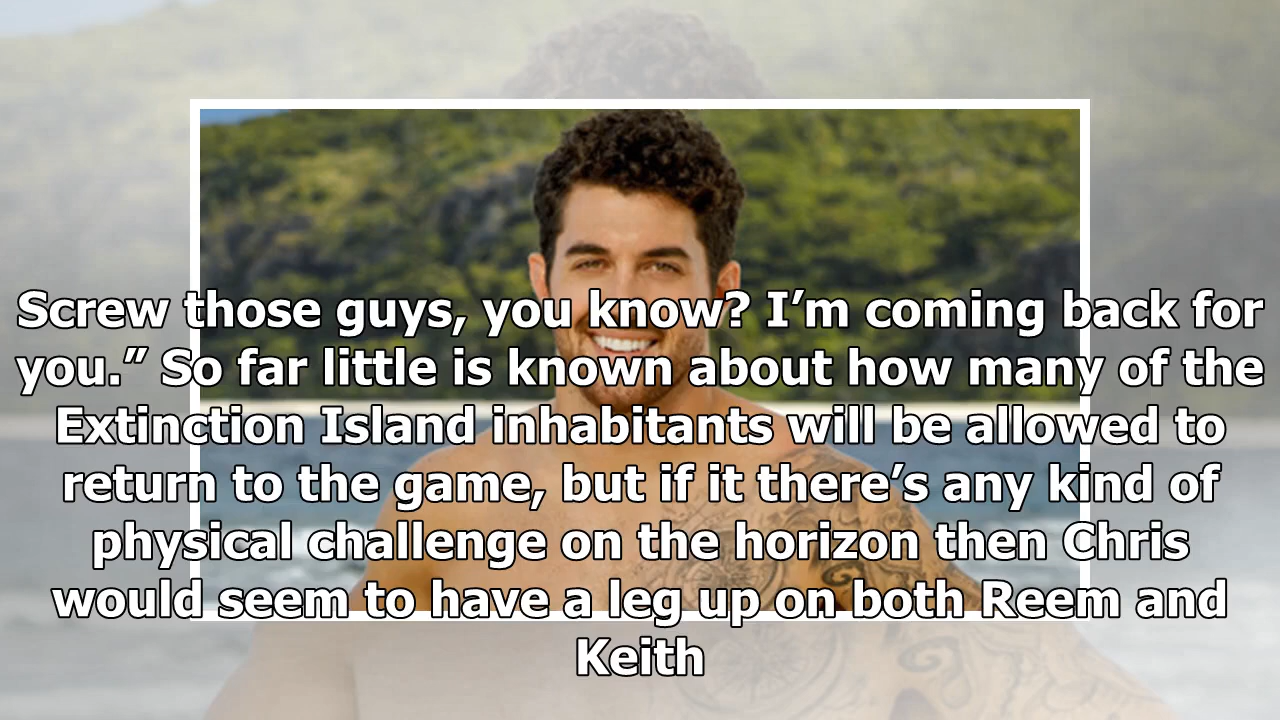 Screw those guys, you know? I’m coming back for
you.” So far little is known about how many of the
Extinction Island inhabitants will be allowed to
return to the game, but if it there’s any kind of
physical challenge on the horizon then Chris
would seem to have a leg up on both Reem and
Keith